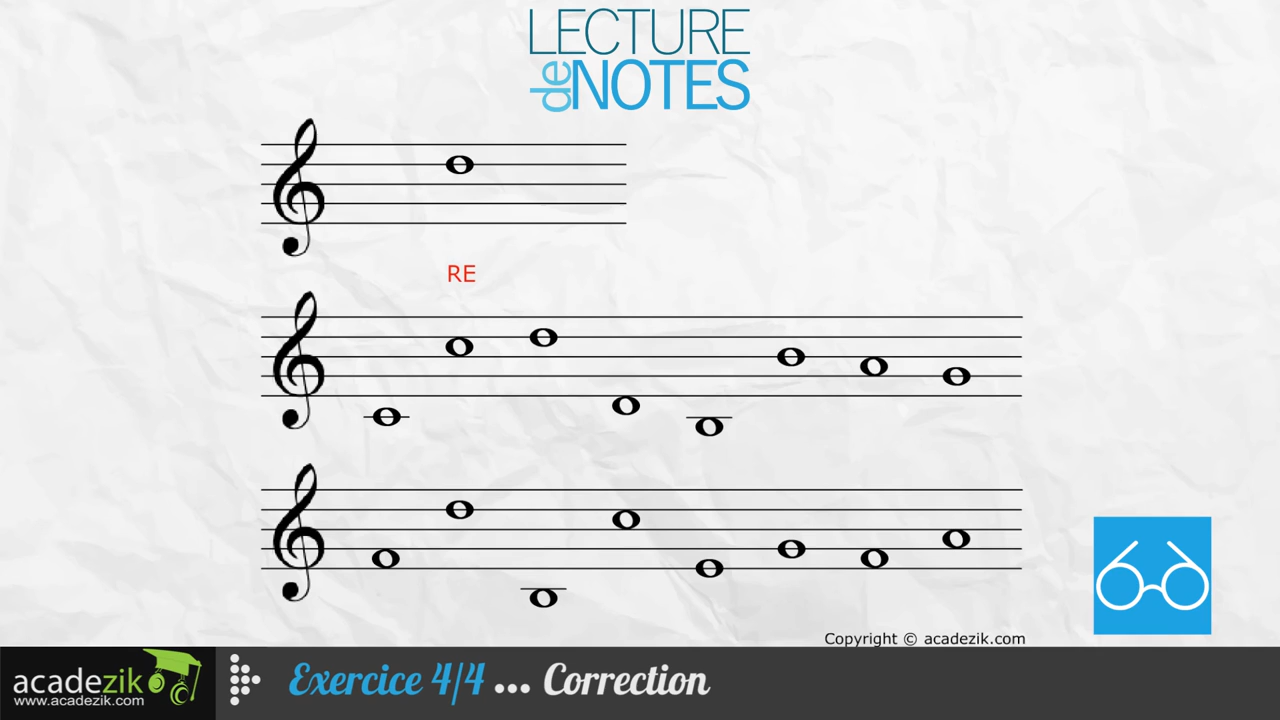 LECTURE
de NOTES
RE
Copyright © acadezik.com
acadezik
www.acadezik.com
Exercice 4/4 ... Correction